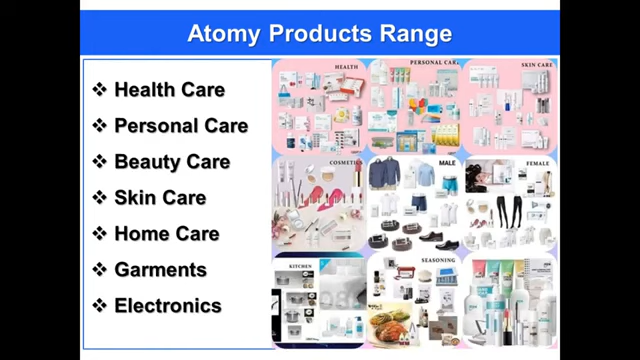 Atomy Products Range
❖ Health Care
❖ Personal Care
❖ Beauty Care
❖ Skin Care
❖ Home Care
❖ Garments
❖ Electronics
HEALTH
PERSONAL CARE
SKIN CARE
COSMETICS
MALE
FEMALE
KITCHEN
SEASONING